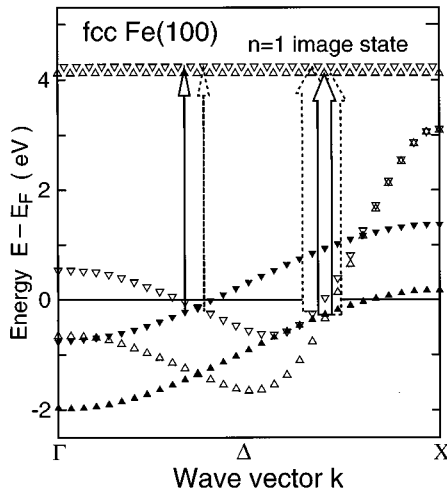 fcc Fe(100)
n=1 image state
Energy E – E_F ( eV )
4
2
0
-2
Γ
Δ
X
Wave vector k